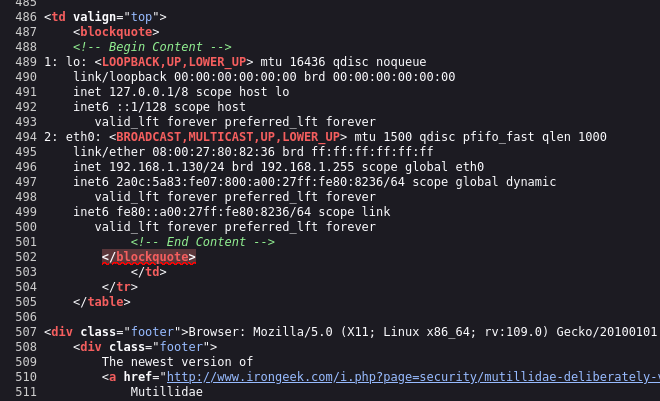 485
486 <td valign="top">
487     <blockquote>
488     <!-- Begin Content -->
489 1: lo: <LOOPBACK,UP,LOWER_UP> mtu 16436 qdisc noqueue
490     link/loopback 00:00:00:00:00:00 brd 00:00:00:00:00:00
491     inet 127.0.0.1/8 scope host lo
492     inet6 ::1/128 scope host
493        valid_lft forever preferred_lft forever
494 2: eth0: <BROADCAST,MULTICAST,UP,LOWER_UP> mtu 1500 qdisc pfifo_fast qlen 1000
495     link/ether 08:00:27:80:82:36 brd ff:ff:ff:ff:ff:ff
496     inet 192.168.1.130/24 brd 192.168.1.255 scope global eth0
497     inet6 2a0c:5a83:fe07:800:a00:27ff:fe80:8236/64 scope global dynamic
498        valid_lft forever preferred_lft forever
499     inet6 fe80::a00:27ff:fe80:8236/64 scope link
500        valid_lft forever preferred_lft forever
501             <!-- End Content -->
502         </blockquote>
503             </td>
504         </tr>
505     </table>
506
507 <div class="footer">Browser: Mozilla/5.0 (X11; Linux x86_64; rv:109.0) Gecko/20100101
508     <div class="footer">
509         The newest version of
510         <a href="http://www.irongeek.com/i.php?page=security/mutillidae-deliberately-v
511             Mutillidae